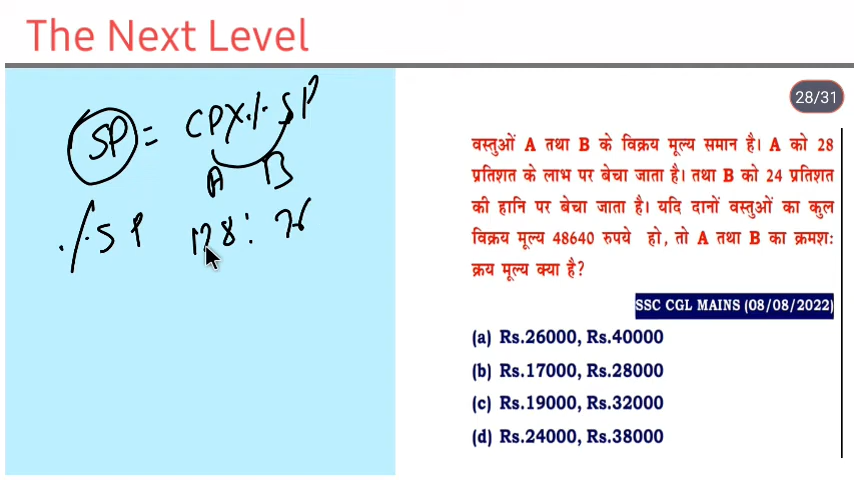 The Next Level
28/31
SP = CP X % SP
A B
% SP 128 : 76
वस्तुओं A तथा B के विक्रय मूल्य समान है। A को 28
प्रतिशत के लाभ पर बेचा जाता है। तथा B को 24 प्रतिशत
की हानि पर बेचा जाता है। यदि दानों वस्तुओं का कुल
विक्रय मूल्य 48640 रुपये हो, तो A तथा B का क्रमशः
क्रय मूल्य क्या है?
SSC CGL MAINS (08/08/2022)
(a) Rs.26000, Rs.40000
(b) Rs.17000, Rs.28000
(c) Rs.19000, Rs.32000
(d) Rs.24000, Rs.38000